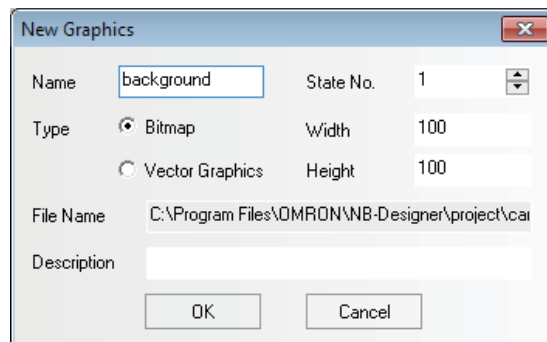 New Graphics
Name background State No. 1
Type Bitmap Width 100
Vector Graphics Height 100
File Name C:\Program Files\OMRON\NB-Designer\project\car
Description
OK Cancel